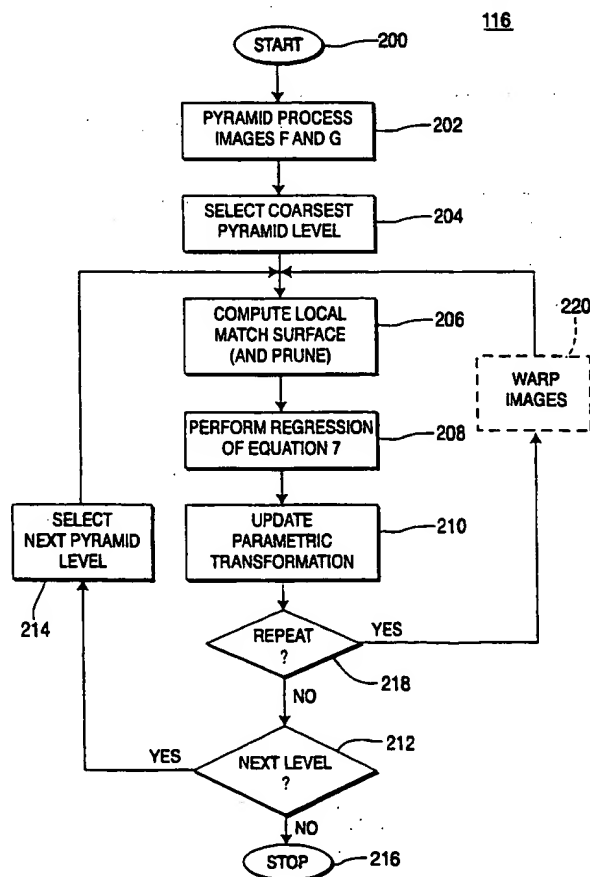 116
START
200
PYRAMID PROCESS
IMAGES F AND G
202
SELECT COARSEST
PYRAMID LEVEL
204
COMPUTE LOCAL
MATCH SURFACE
(AND PRUNE)
206
220
WARP
IMAGES
PERFORM REGRESSION
OF EQUATION 7
208
SELECT
NEXT PYRAMID
LEVEL
214
UPDATE
PARAMETRIC
TRANSFORMATION
210
REPEAT
?
YES
218
NO
YES
NEXT LEVEL
?
212
NO
STOP
216